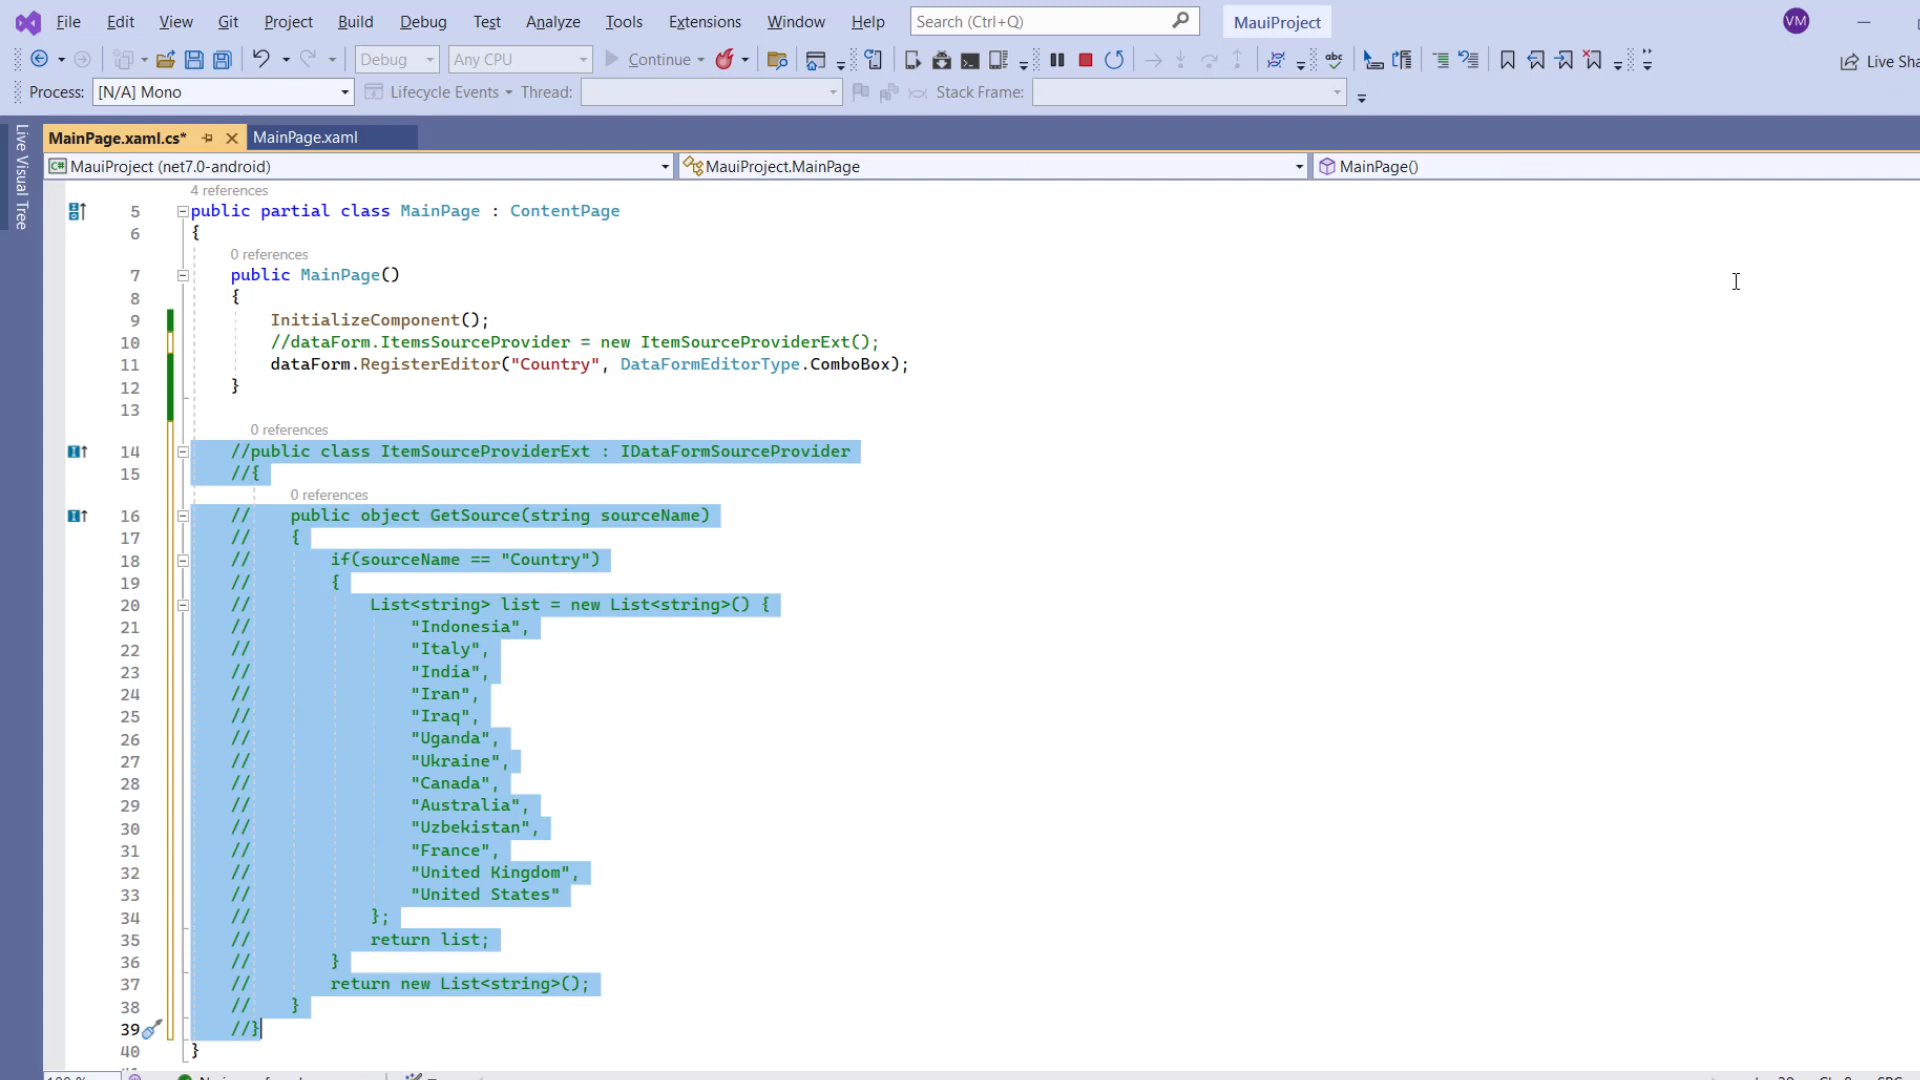 File Edit View Git Project Build Debug Test Analyze Tools Extensions Window Help Search (Ctrl+Q) MauiProject VM
Debug Any CPU Continue abc Live Sha
Process: [N/A] Mono Lifecycle Events Thread: Stack Frame:
Live Visual Tree
MainPage.xaml.cs* MainPage.xaml
C# MauiProject (net7.0-android) MauiProject.MainPage MainPage()
4 references
5 public partial class MainPage : ContentPage
6 {
0 references
7 public MainPage()
8 {
9 InitializeComponent();
10 //dataForm.ItemsSourceProvider = new ItemSourceProviderExt();
11 dataForm.RegisterEditor("Country", DataFormEditorType.ComboBox);
12 }
13
0 references
14 //public class ItemSourceProviderExt : IDataFormSourceProvider
15 //{
0 references
16 // public object GetSource(string sourceName)
17 // {
18 // if(sourceName == "Country")
19 // {
20 // List<string> list = new List<string>() {
21 // "Indonesia",
22 // "Italy",
23 // "India",
24 // "Iran",
25 // "Iraq",
26 // "Uganda",
27 // "Ukraine",
28 // "Canada",
29 // "Australia",
30 // "Uzbekistan",
31 // "France",
32 // "United Kingdom",
33 // "United States"
34 // };
35 // return list;
36 // }
37 // return new List<string>();
38 // }
39 //}
40 }